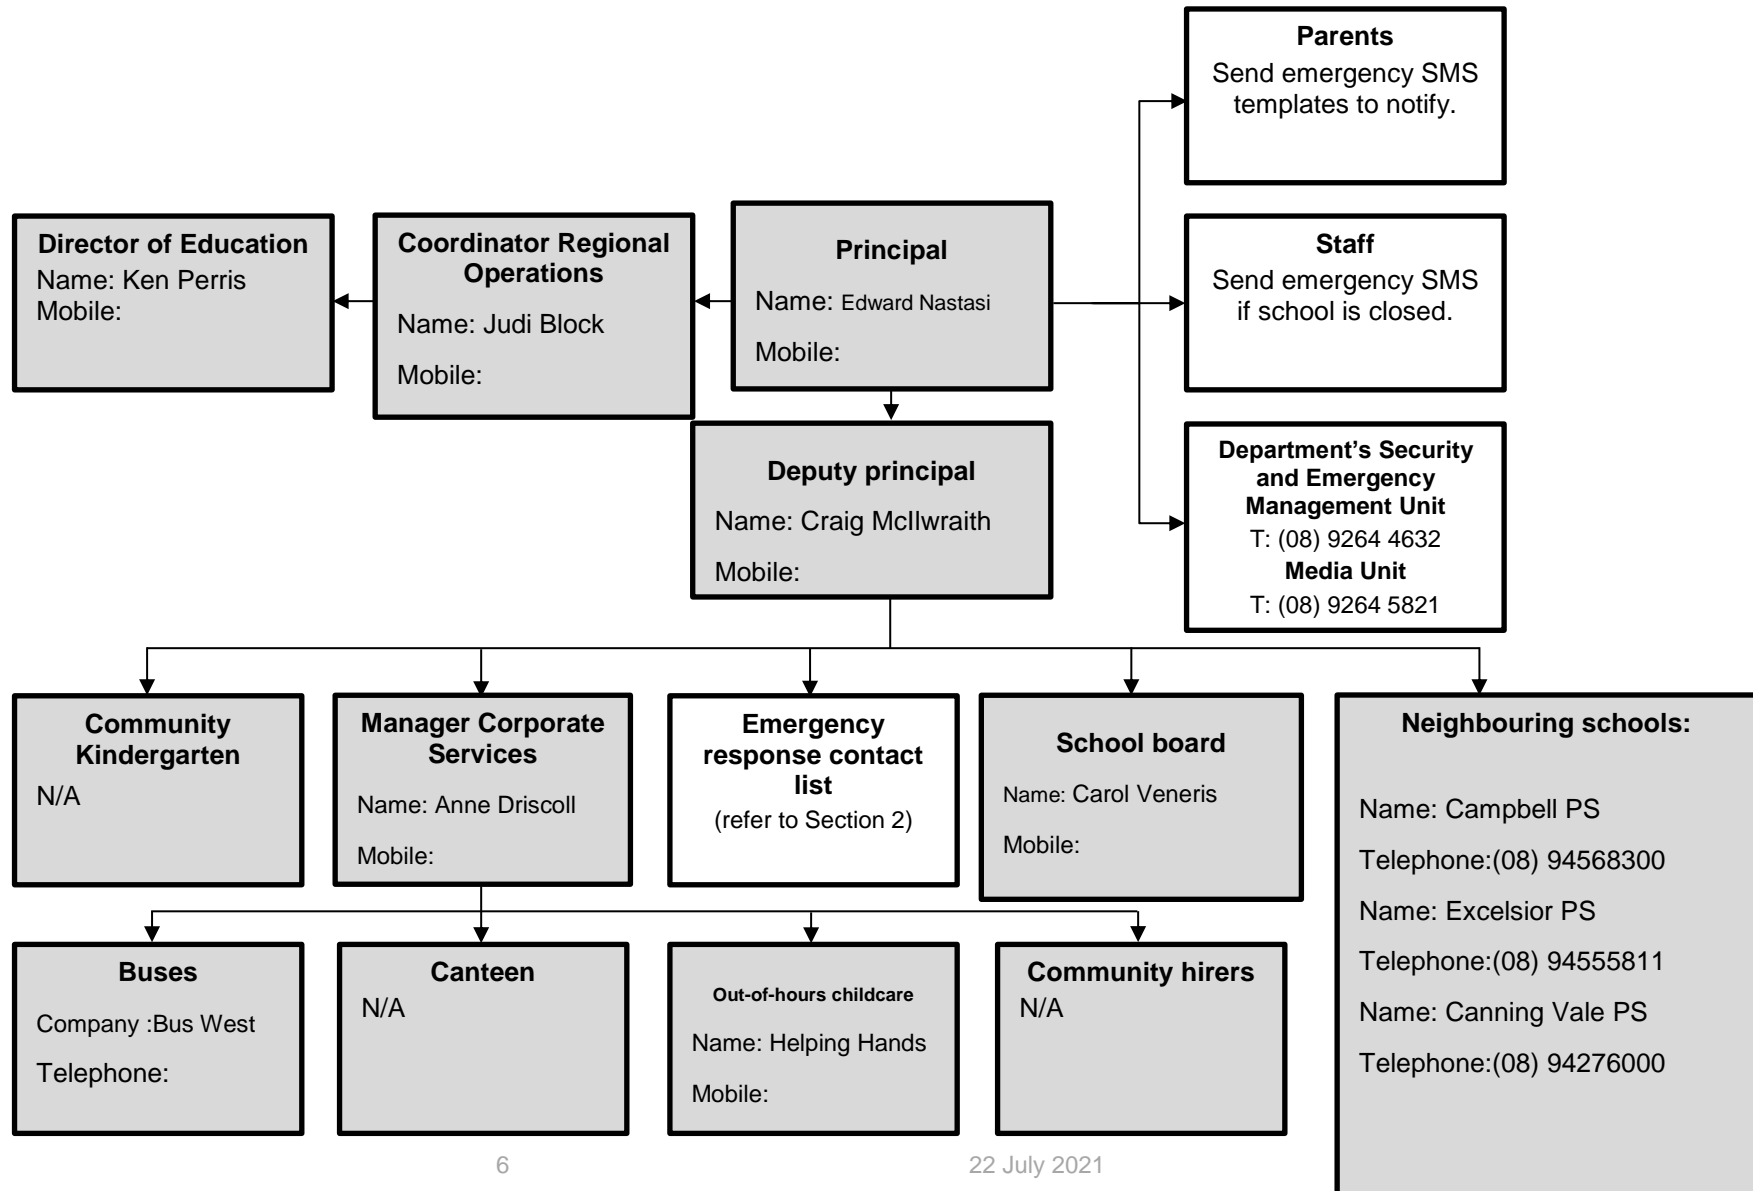 Parents
Send emergency SMS
templates to notify.
Director of Education
Name: Ken Perris
Mobile:
Coordinator Regional
Operations
Name: Judi Block
Mobile:
Principal
Name: Edward Nastasi
Mobile:
Staff
Send emergency SMS
if school is closed.
Deputy principal
Name: Craig McIlwraith
Mobile:
Department’s Security
and Emergency
Management Unit
T: (08) 9264 4632
Media Unit
T: (08) 9264 5821
Community
Kindergarten
N/A
Manager Corporate
Services
Name: Anne Driscoll
Mobile:
Emergency
response contact
list
(refer to Section 2)
School board
Name: Carol Veneris
Mobile:
Neighbouring schools:
Name: Campbell PS
Telephone:(08) 94568300
Name: Excelsior PS
Telephone:(08) 94555811
Name: Canning Vale PS
Telephone:(08) 94276000
Buses
Company :Bus West
Telephone:
Canteen
N/A
Out-of-hours childcare
Name: Helping Hands
Mobile:
Community hirers
N/A
6
22 July 2021